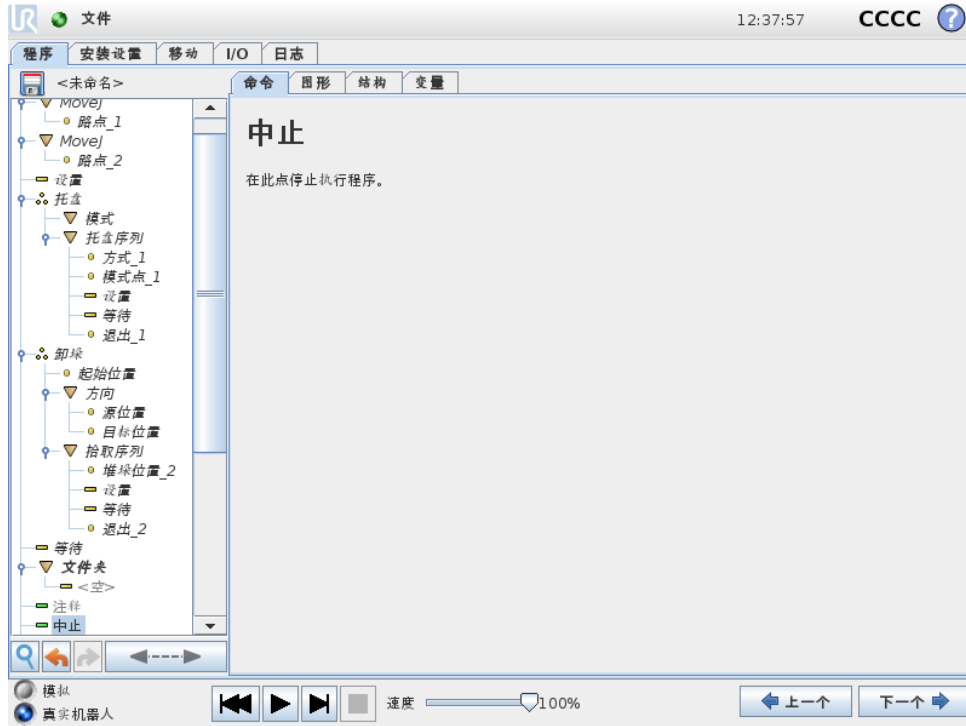 UR 文件 12:37:57 CCCC ?
程序 安装设置 移动 I/O 日志
<未命名> 命令 图形 结构 变量
MoveJ
路点_1
MoveJ
路点_2
设置
托盘
模式
托盘序列
方式_1
模式点_1
设置
等待
退出_1
卸垛
起始位置
方向
源位置
目标位置
拾取序列
堆垛位置_2
设置
等待
退出_2
等待
文件夹
<空>
注释
中止
中止
在此点停止执行程序。
模拟
真实机器人
速度 100%
上一个 下一个